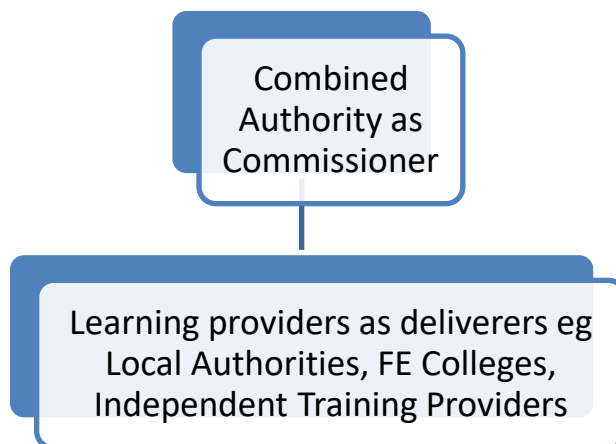 Combined
Authority as
Commissioner
Learning providers as deliverers eg
Local Authorities, FE Colleges,
Independent Training Providers